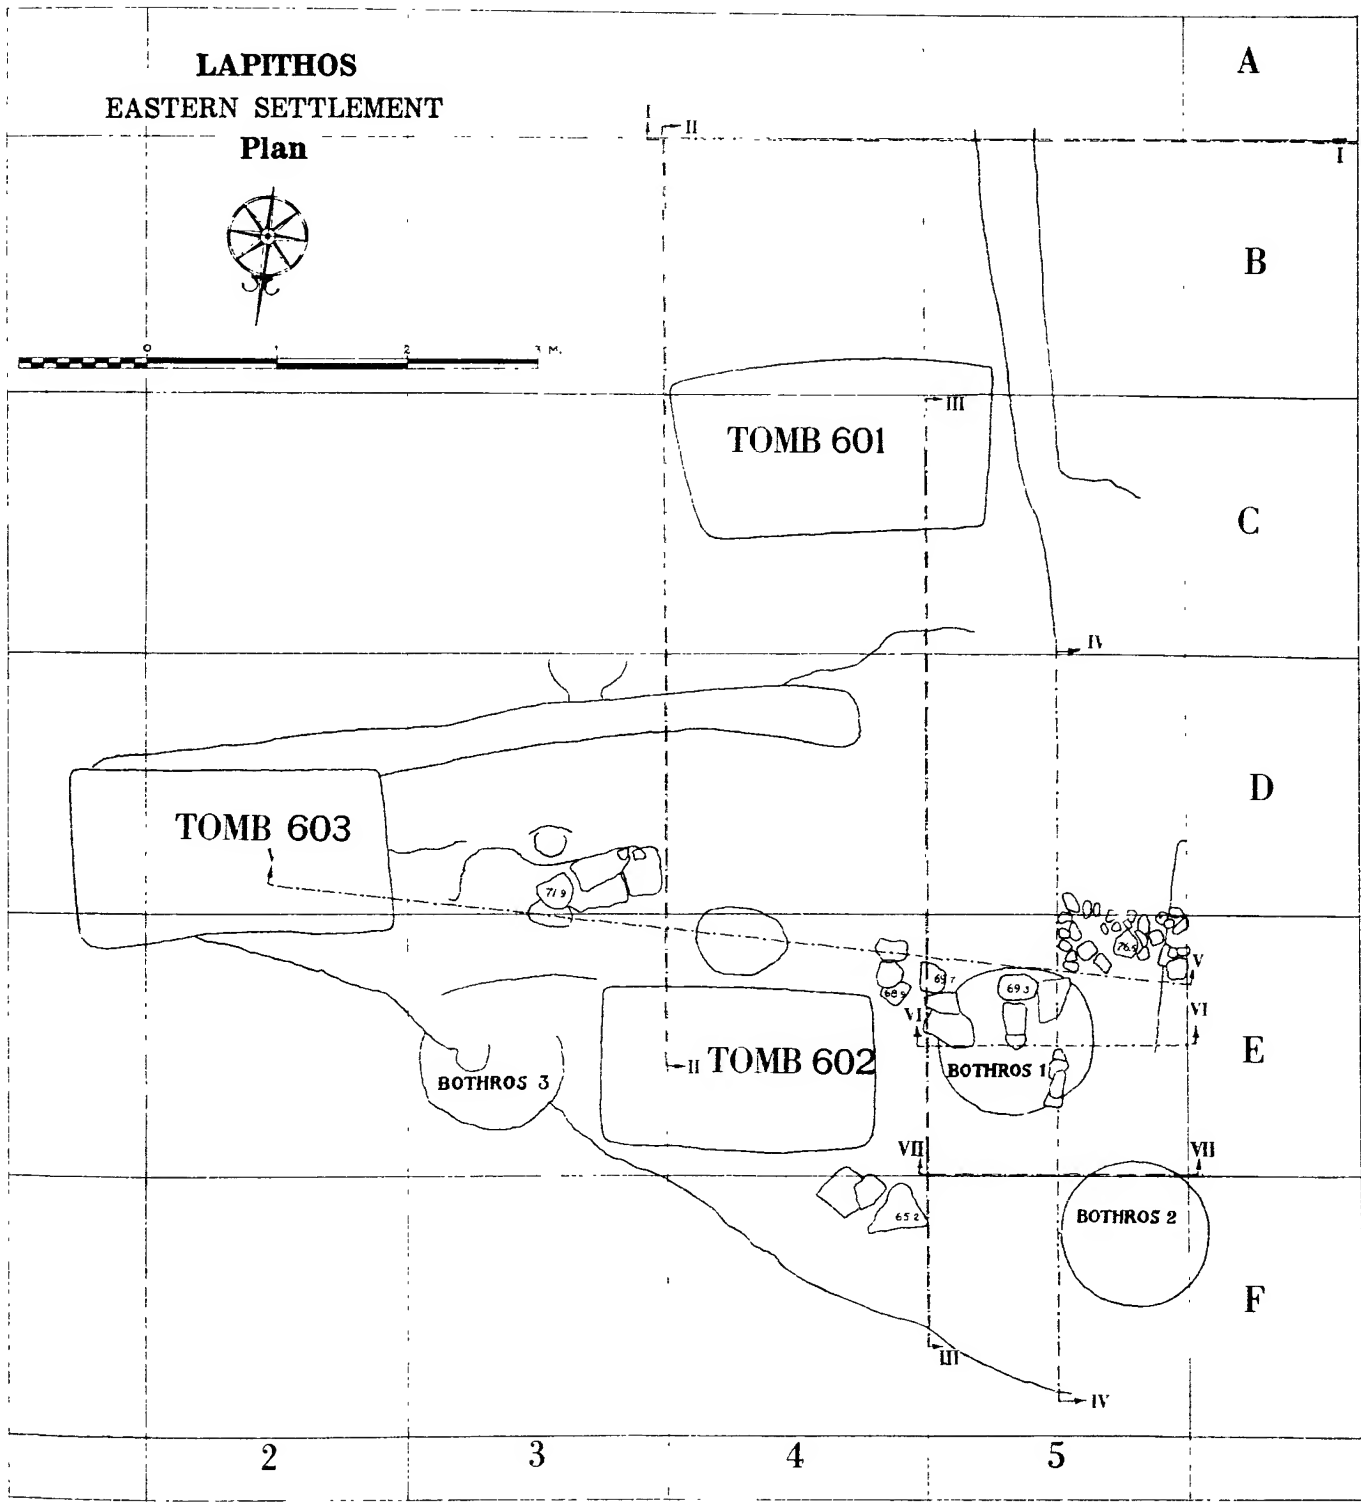 LAPITHOS
EASTERN SETTLEMENT
Plan
A
I
II
I
B
0 1 2 3 M.
III
TOMB 601
C
IV
D
TOMB 603
V
71.9
76.5
V
69.7
69.3
68.9
VI
VI
E
II
TOMB 602
BOTHROS 1
BOTHROS 3
VII
VII
65.2
BOTHROS 2
F
III
IV
2 3 4 5